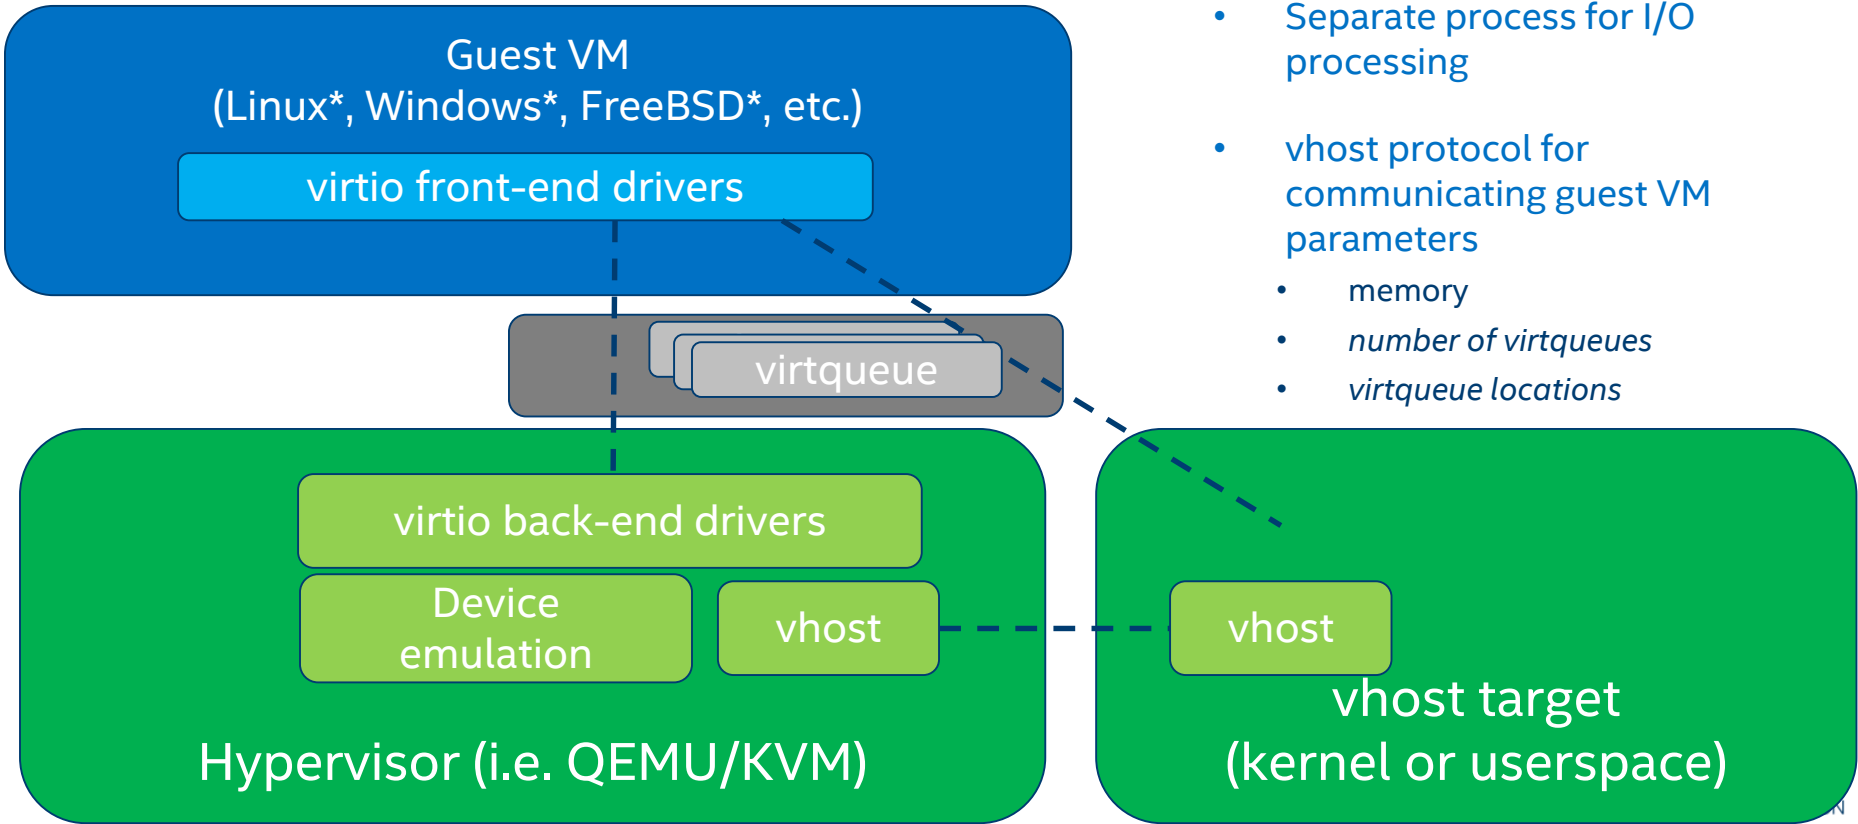 Guest VM
(Linux*, Windows*, FreeBSD*, etc.)
virtio front-end drivers
virtqueue
virtio back-end drivers
Device
emulation
vhost
Hypervisor (i.e. QEMU/KVM)
• Separate process for I/O
processing
• vhost protocol for
communicating guest VM
parameters
• memory
• number of virtqueues
• virtqueue locations
vhost
vhost target
(kernel or userspace)
N